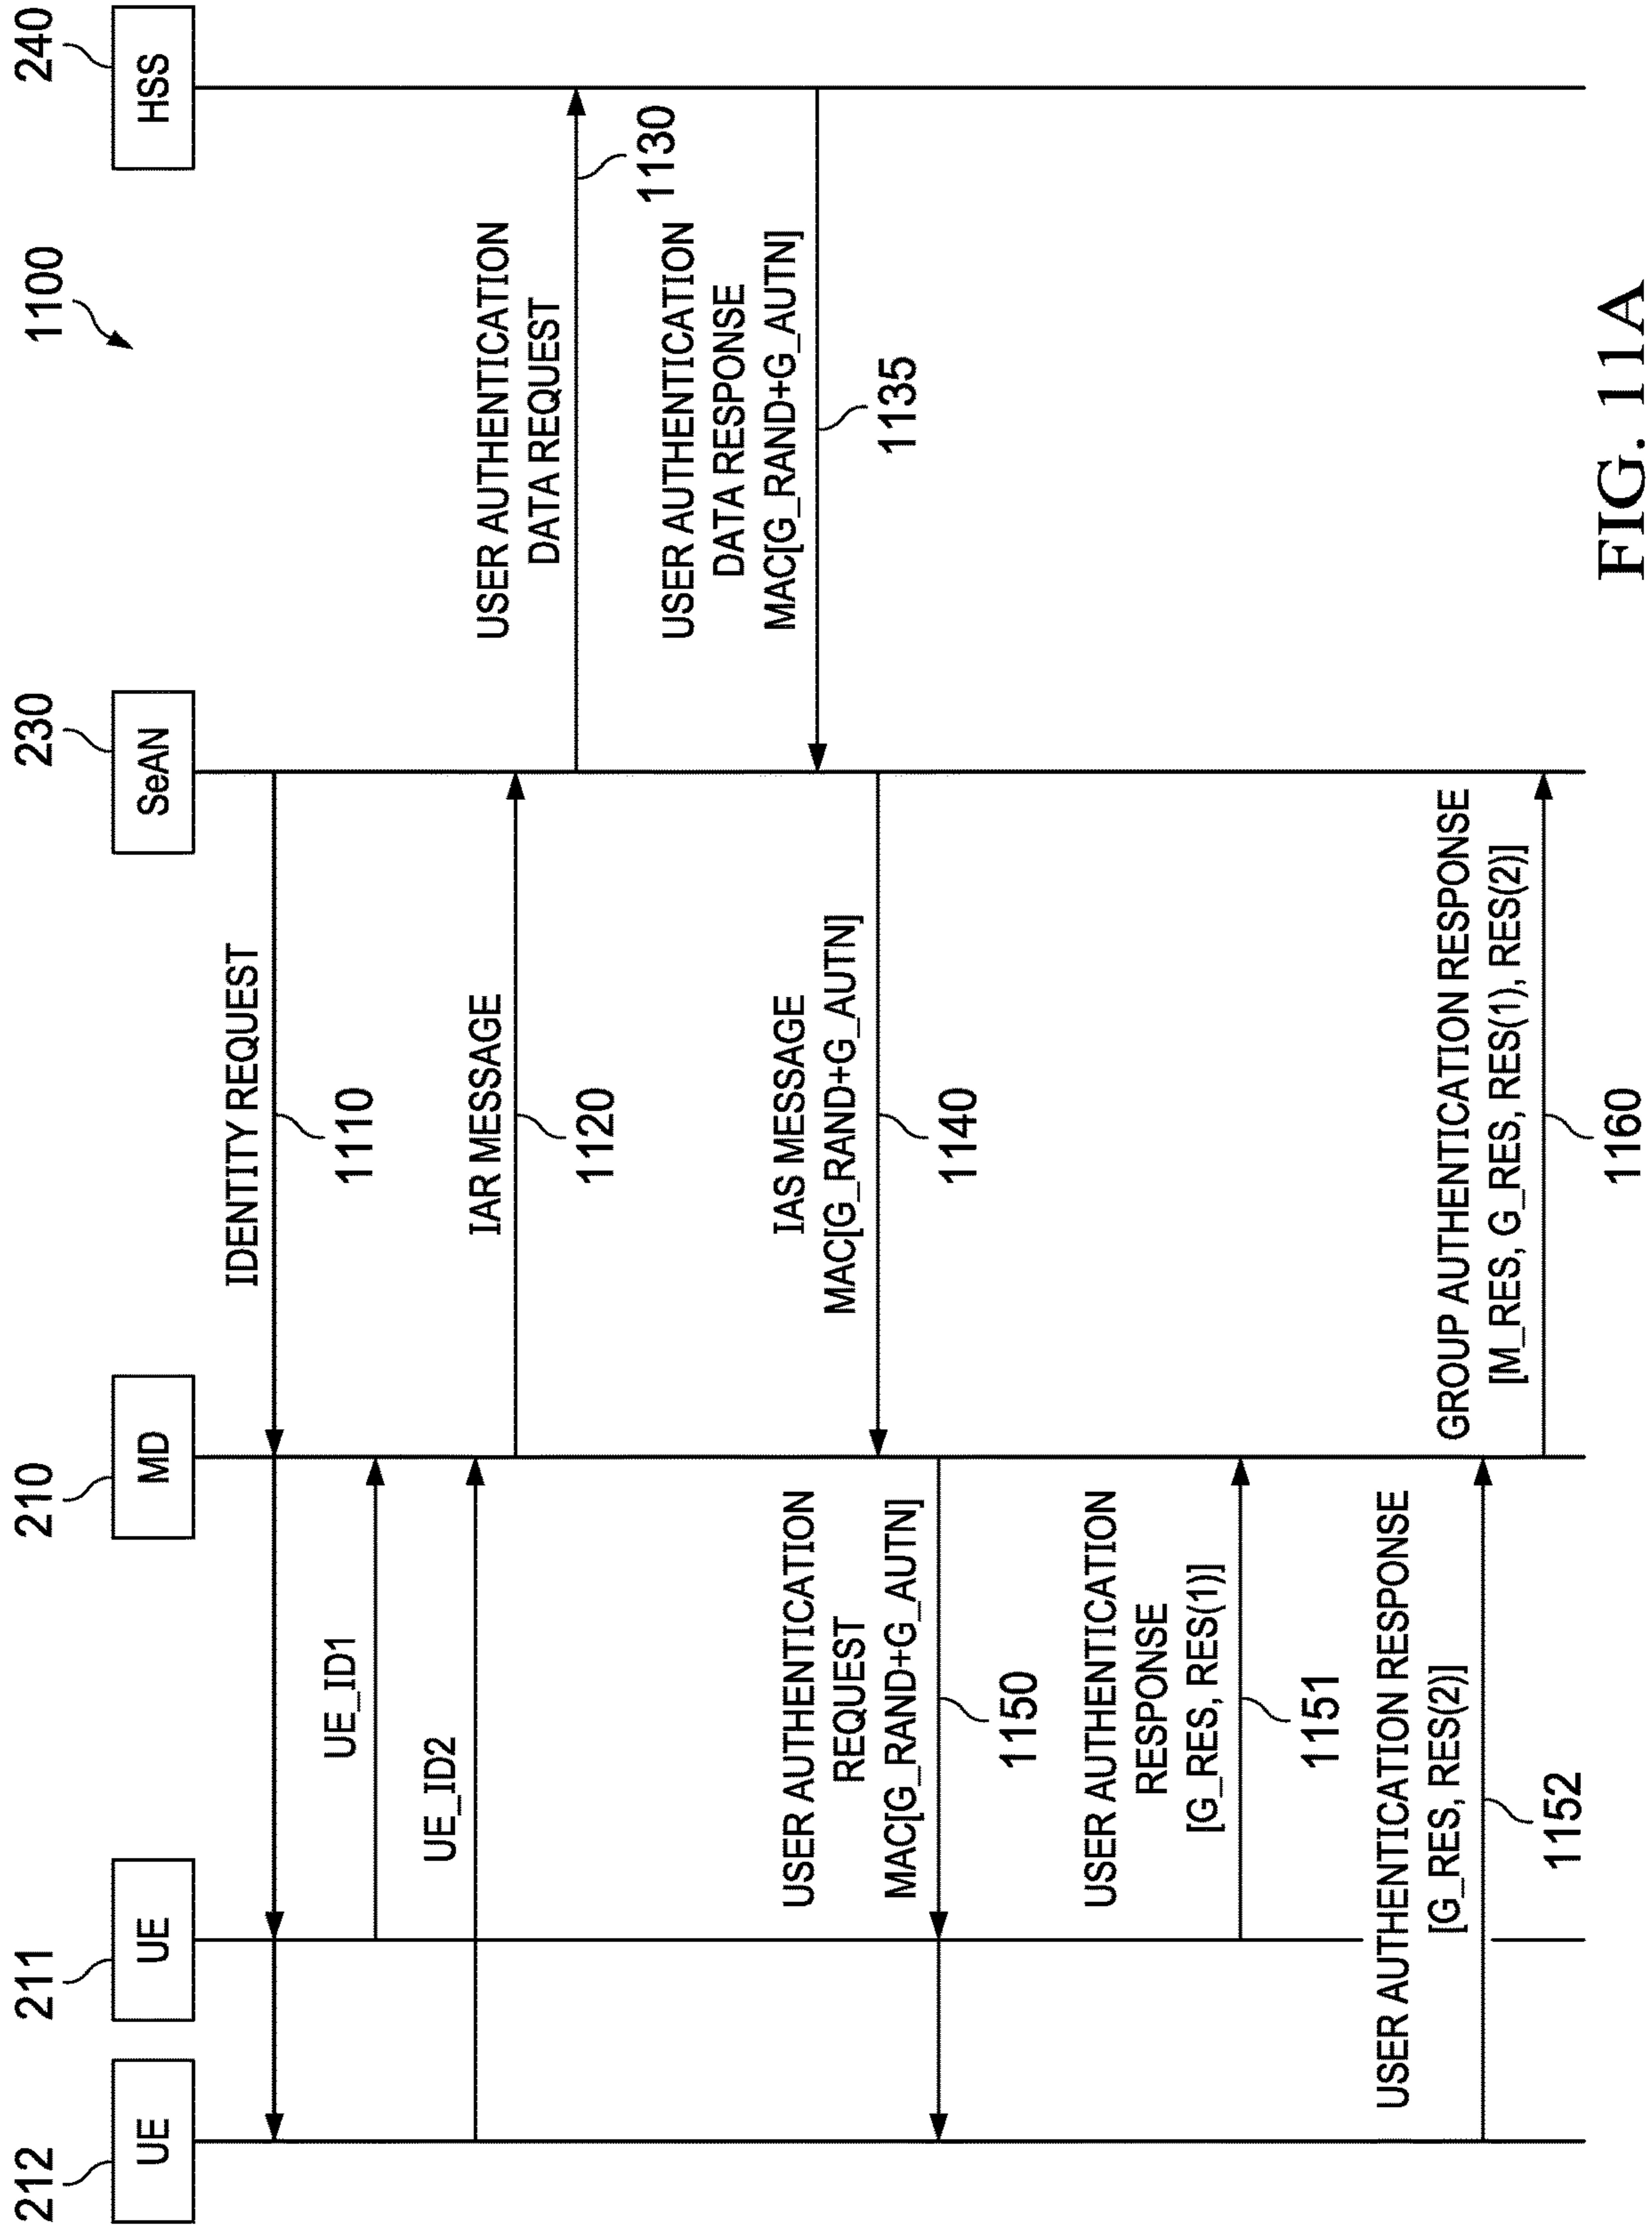 1100
212
211
210
230
240
UE
UE
MD
SeAN
HSS
IDENTITY REQUEST
1110
UE_ID1
UE_ID2
IAR MESSAGE
1120
USER AUTHENTICATION
DATA REQUEST
1130
USER AUTHENTICATION
DATA RESPONSE
MAC[G_RAND+G_AUTN]
1135
IAS MESSAGE
MAC[G_RAND+G_AUTN]
1140
USER AUTHENTICATION
REQUEST
MAC[G_RAND+G_AUTN]
1150
USER AUTHENTICATION
RESPONSE
[G_RES, RES(1)]
1151
USER AUTHENTICATION RESPONSE
[G_RES, RES(2)]
1152
GROUP AUTHENTICATION RESPONSE
[M_RES, G_RES, RES(1), RES(2)]
1160
FIG. 11A